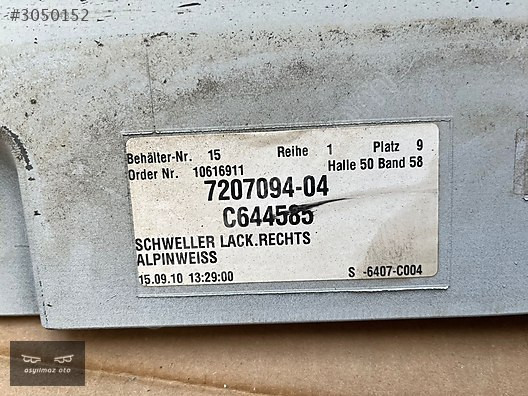 #3050152
Behälter-Nr. 15 Reihe 1 Platz 9
Order Nr. 10616911 Halle 50 Band 58
7207094-04
C644585
SCHWELLER LACK.RECHTS
ALPINWEISS
15.09.10 13:29:00 S -6407-C004
asyılmaz oto